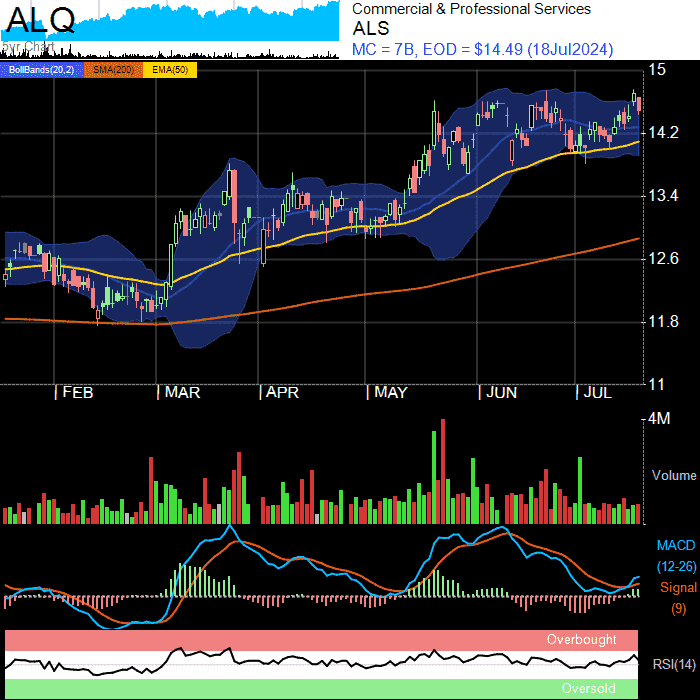 ALQ
5yr Chart
Commercial & Professional Services
ALS
MC = 7B, EOD = $14.49 (18Jul2024)
BollBands(20,2) SMA(200) EMA(50)
15
14.2
13.4
12.6
11.8
11
FEB MAR APR MAY JUN JUL
4M
Volume
MACD
(12-26)
Signal
(9)
Overbought
RSI(14)
Oversold